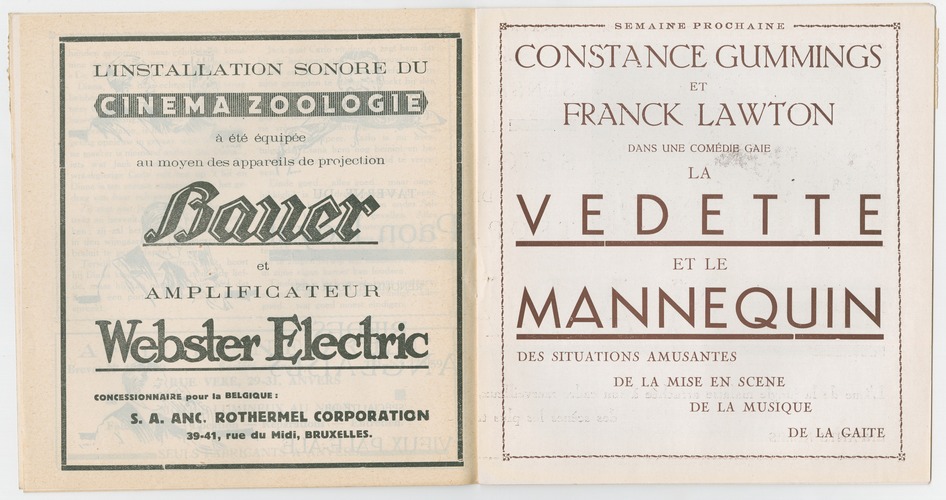 L'INSTALLATION SONORE DU
CINEMA ZOOLOGIE
à été équipée
au moyen des appareils de projection
Bauer
et
AMPLIFICATEUR
Webster Electric
CONCESSIONNAIRE pour la BELGIQUE :
S. A. ANC. ROTHERMEL CORPORATION
39-41, rue du Midi, BRUXELLES.
SEMAINE PROCHAINE
CONSTANCE GUMMINGS
ET
FRANCK LAWTON
DANS UNE COMÉDIE GAIE
LA
VEDETTE
ET LE
MANNEQUIN
DES SITUATIONS AMUSANTES
DE LA MISE EN SCENE
DE LA MUSIQUE
DE LA GAITE